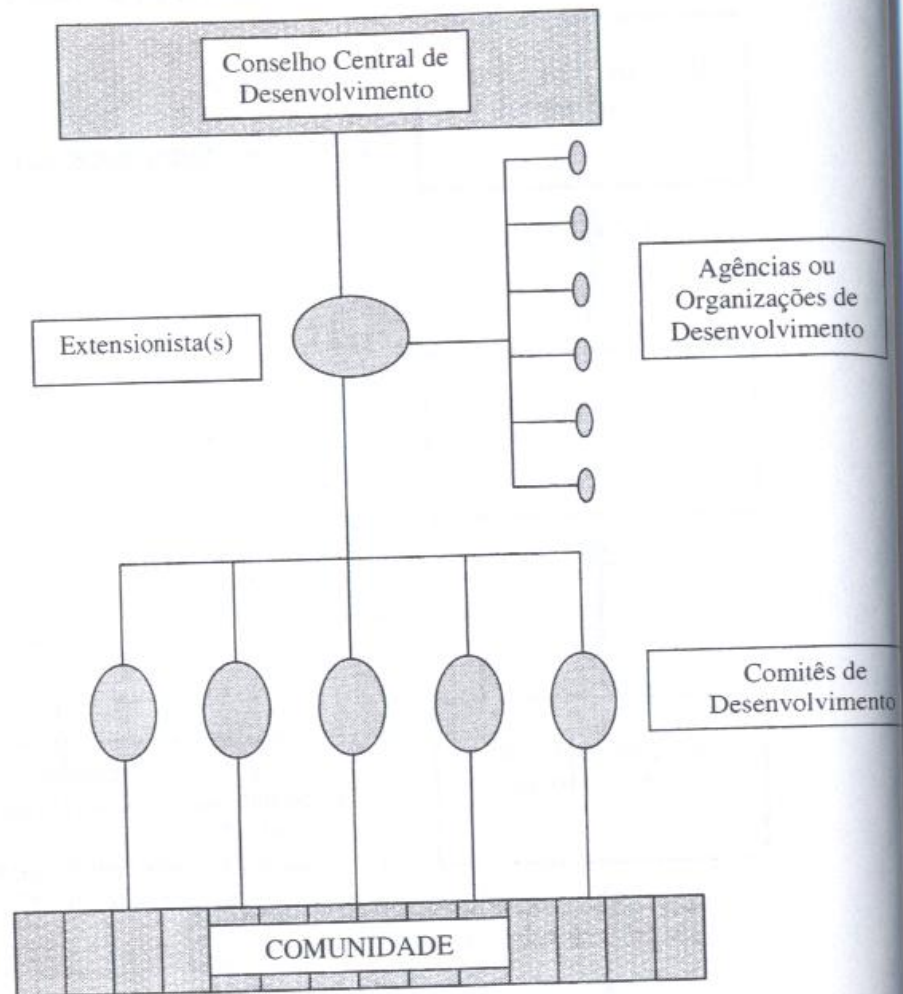 Conselho Central de
Desenvolvimento
Agências ou
Organizações de
Desenvolvimento
Extensionista(s)
Comitês de
Desenvolvimento
COMUNIDADE